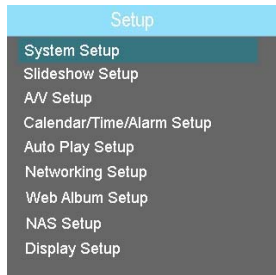 Setup
System Setup
Slideshow Setup
A/V Setup
Calendar/Time/Alarm Setup
Auto Play Setup
Networking Setup
Web Album Setup
NAS Setup
Display Setup